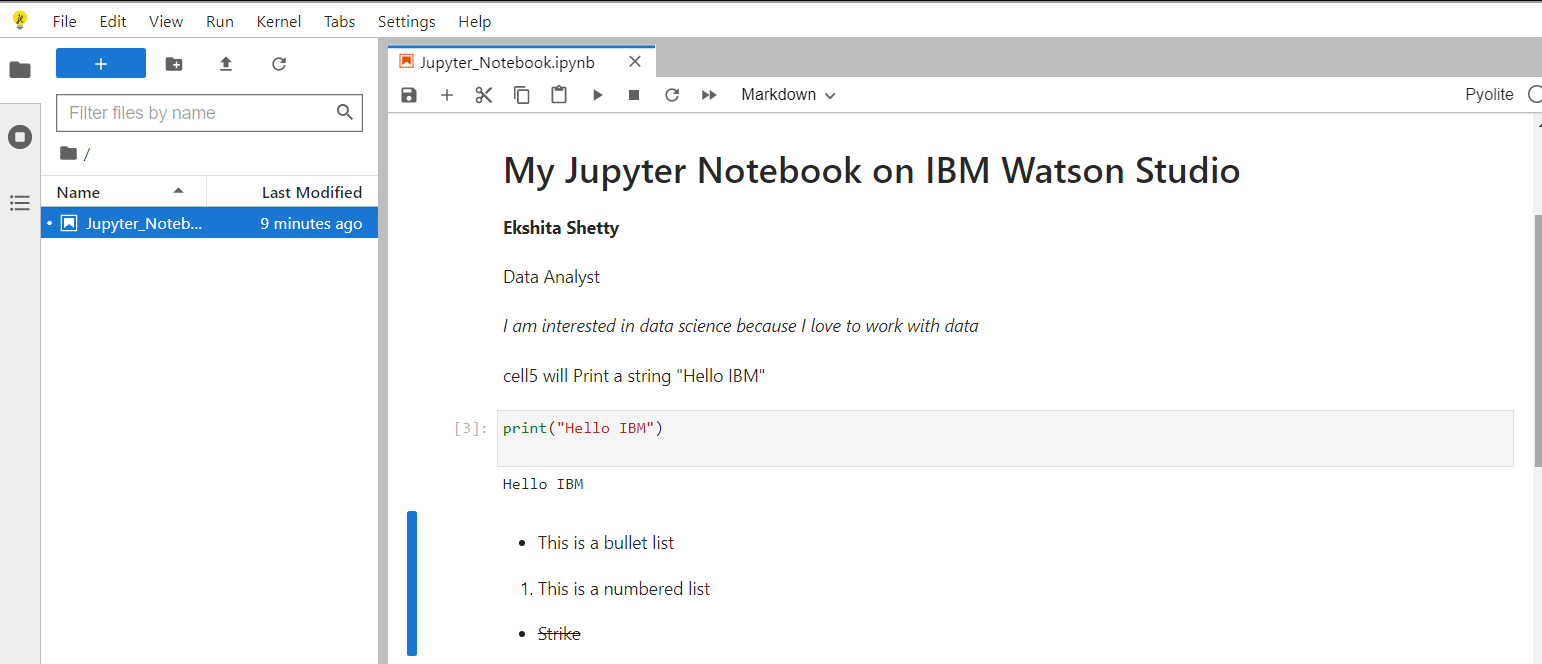 File Edit View Run Kernel Tabs Settings Help
Filter files by name
/
Name Last Modified
Jupyter_Noteb... 9 minutes ago
Jupyter_Notebook.ipynb
Markdown Pyolite
My Jupyter Notebook on IBM Watson Studio
Ekshita Shetty
Data Analyst
I am interested in data science because I love to work with data
cell5 will Print a string "Hello IBM"
[3]: print("Hello IBM")
Hello IBM
• This is a bullet list
1. This is a numbered list
• Strike